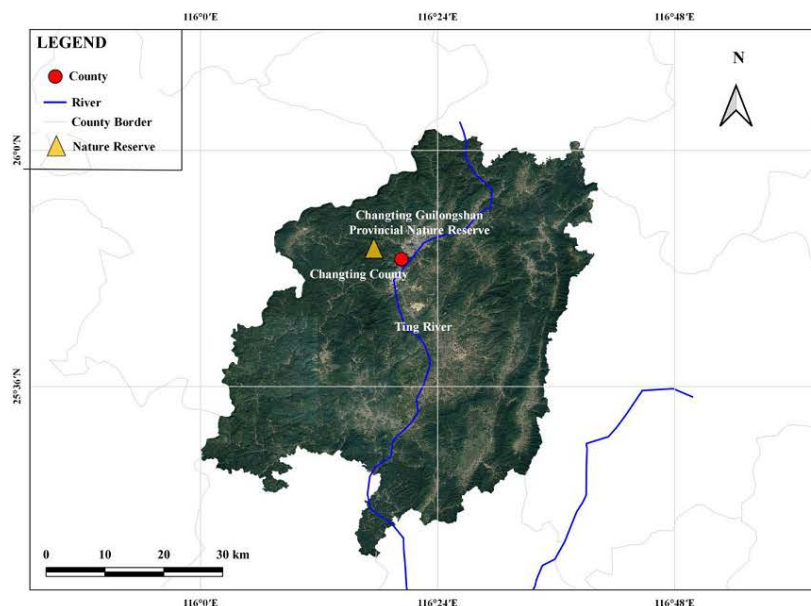 116°0′E 116°24′E 116°48′E
LEGEND
County
River
County Border
Nature Reserve
N
26°0′N
Changting Guilongshan
Provincial Nature Reserve
Changting County
Ting River
25°36′N
0 10 20 30 km
116°0′E 116°24′E 116°48′E